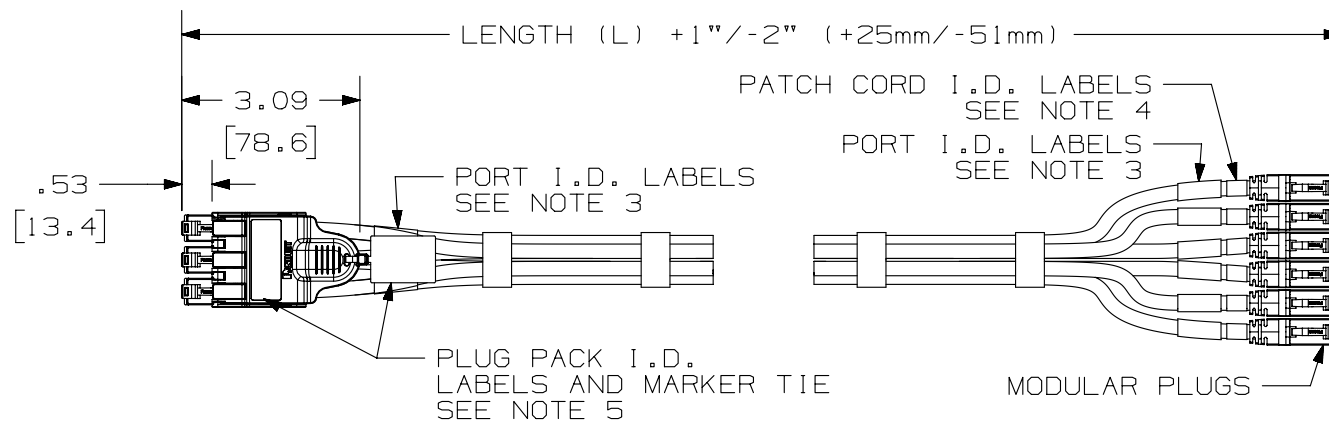 LENGTH (L) +1"/-2" (+25mm/-51mm)
3.09
[78.6]
PATCH CORD I.D. LABELS
SEE NOTE 4
PORT I.D. LABELS
SEE NOTE 3
.53
[13.4]
PORT I.D. LABELS
SEE NOTE 3
PANDUIT
PLUG PACK I.D.
LABELS AND MARKER TIE
SEE NOTE 5
MODULAR PLUGS